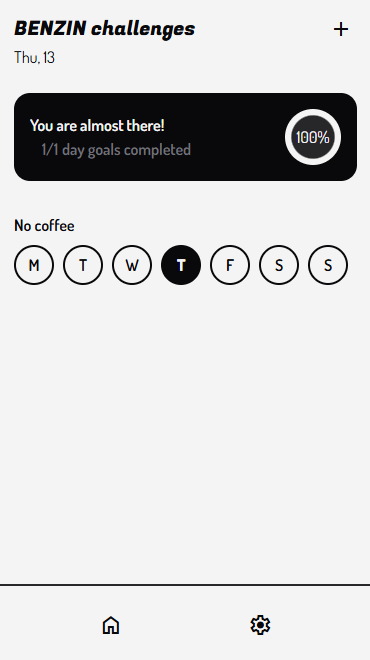 BENZIN challenges
Thu, 13
You are almost there!
1/1 day goals completed
100%
No coffee
M T W T F S S